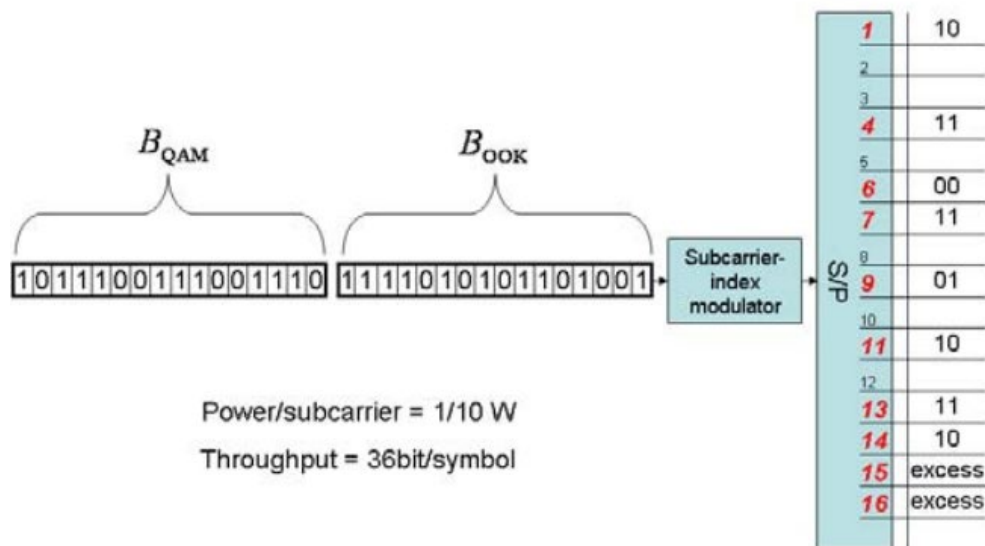 B_QAM B_OOK
1011100111001110 1111010101101001
Subcarrier-
index
modulator
S/P
1 10
2
3
4 11
5
6 00
7 11
8
9 01
10
11 10
12
13 11
14 10
15 excess
16 excess
Power/subcarrier = 1/10 W
Throughput = 36bit/symbol